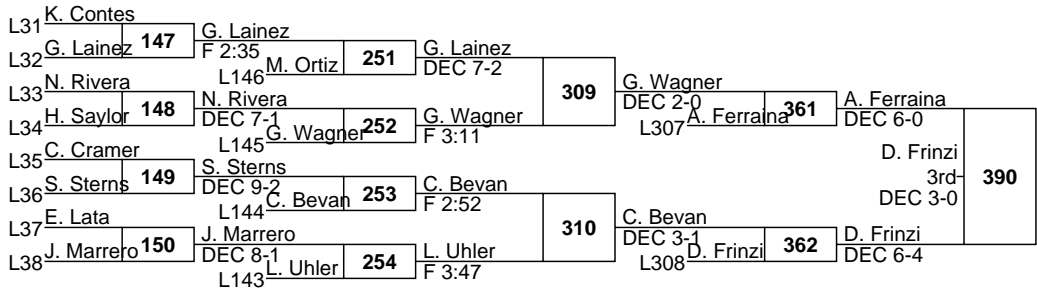 K. Contes
L31
147
G. Lainez
L32
G. Lainez
F 2:35
M. Ortiz
L146
251
G. Lainez
DEC 7-2
N. Rivera
L33
148
H. Saylor
L34
N. Rivera
DEC 7-1
G. Wagner
L145
252
G. Wagner
F 3:11
309
G. Wagner
DEC 2-0
A. Ferraina
L307
361
A. Ferraina
DEC 6-0
C. Cramer
L35
149
S. Sterns
L36
S. Sterns
DEC 9-2
C. Bevan
L144
253
C. Bevan
F 2:52
E. Lata
L37
150
J. Marrero
L38
J. Marrero
DEC 8-1
L. Uhler
L143
254
L. Uhler
F 3:47
310
C. Bevan
DEC 3-1
D. Frinzi
L308
362
D. Frinzi
DEC 6-4
D. Frinzi
3rd
DEC 3-0
390